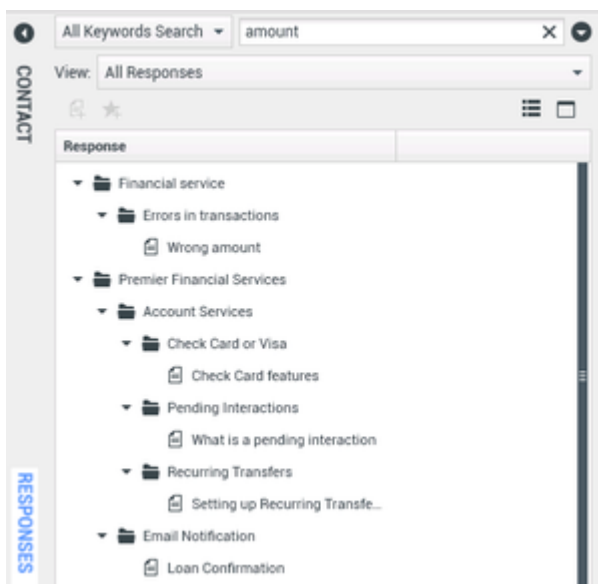 All Keywords Search
amount
CONTACT
View: All Responses
Response
Financial service
Errors in transactions
Wrong amount
Premier Financial Services
Account Services
Check Card or Visa
Check Card features
Pending Interactions
What is a pending interaction
Recurring Transfers
Setting up Recurring Transfe...
Email Notification
Loan Confirmation
RESPONSES